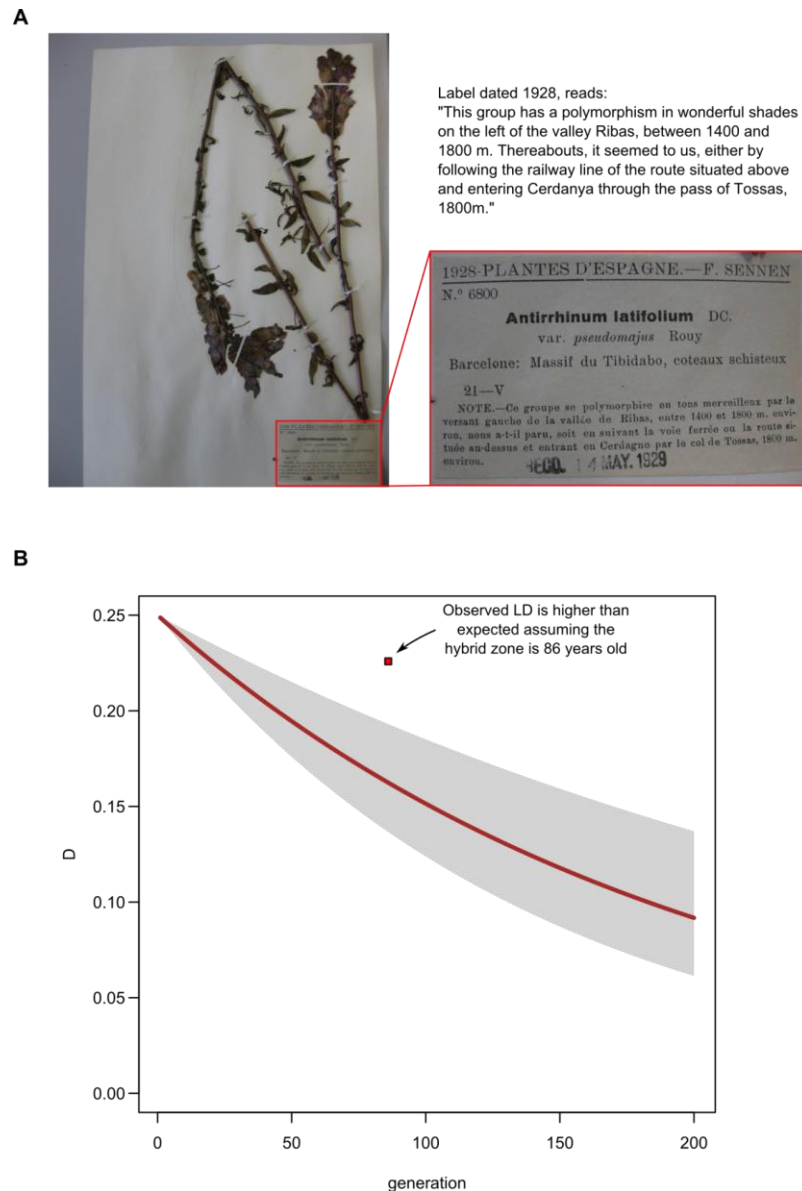 A
Label dated 1928, reads:
"This group has a polymorphism in wonderful shades
on the left of the valley Ribas, between 1400 and
1800 m. Thereabouts, it seemed to us, either by
following the railway line of the route situated above
and entering Cerdanya through the pass of Tossas,
1800m."
1928-PLANTES D'ESPAGNE.—F. SENNEN
N.º 6800
Antirrhinum latifolium DC.
var. pseudomajus Rouy
Barcelone: Massif du Tibidabo, coteaux schisteux
21—V
NOTE.—Ce groupe se polymorphise en tons merveilleux par le
versant gauche de la vallée de Ribas, entre 1400 et 1800 m. envi-
ron, nous a-t-il paru, soit en suivant la voie ferrée ou la route si-
tuée au-dessus et entrant en Cerdagne par le col de Tossas, 1800 m.
environ.
RECD. 14 MAY. 1929
B
Observed LD is higher than
expected assuming the
hybrid zone is 86 years old
0.25
0.20
0.15
0.10
0.05
0.00
D
0 50 100 150 200
generation